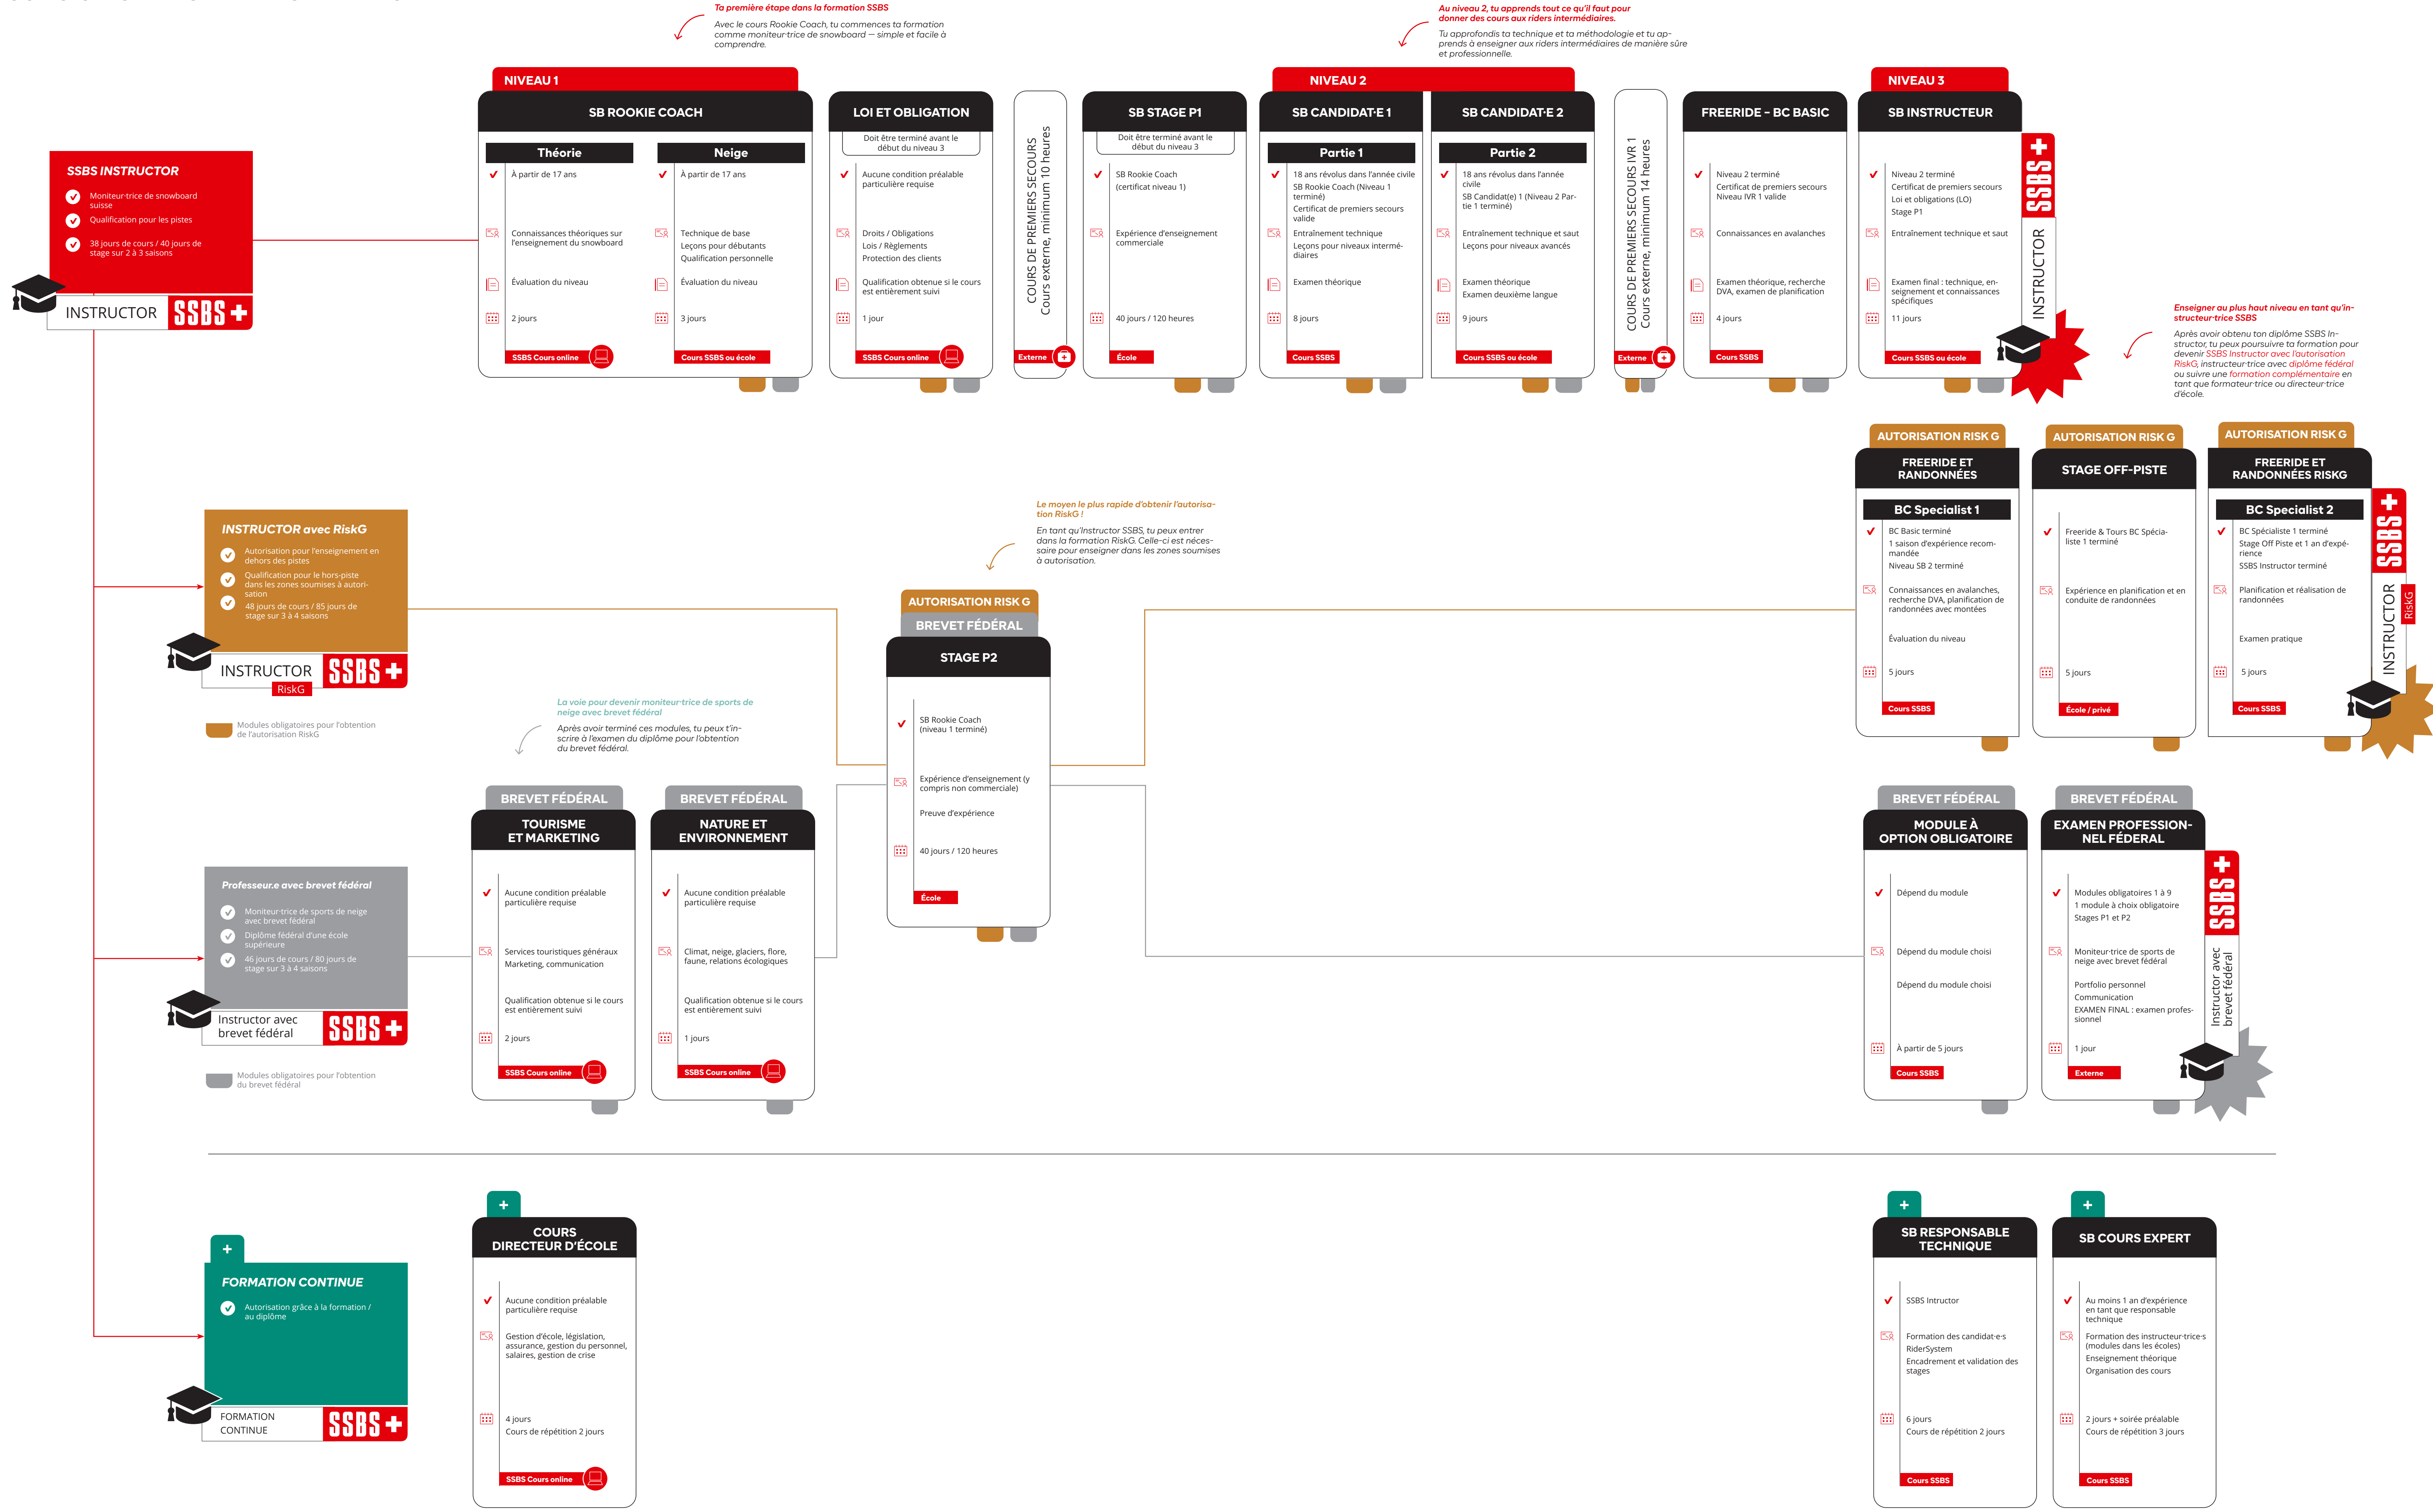 Ta première étape dans la formation SSBS
Avec le cours Rookie Coach, tu commences ta formation
comme moniteur·trice de snowboard — simple et facile à
comprendre.
Au niveau 2, tu apprends tout ce qu'il faut pour
donner des cours aux riders intermédiaires.
Tu approfondis ta technique et ta méthodologie et tu ap-
prends à enseigner aux riders intermédiaires de manière sûre
et professionnelle.
SSBS INSTRUCTOR
Moniteur·trice de snowboard
suisse
Qualification pour les pistes
38 jours de cours / 40 jours de
stage sur 2 à 3 saisons
INSTRUCTOR
SSBS
NIVEAU 1
SB ROOKIE COACH
Théorie
À partir de 17 ans
Connaissances théoriques sur
l'enseignement du snowboard
Évaluation du niveau
2 jours
SSBS Cours online
Neige
À partir de 17 ans
Technique de base
Leçons pour débutants
Qualification personnelle
Évaluation du niveau
3 jours
Cours SSBS ou école
LOI ET OBLIGATION
Doit être terminé avant le
début du niveau 3
Aucune condition préalable
particulière requise
Droits / Obligations
Lois / Règlements
Protection des clients
Qualification obtenue si le cours
est entièrement suivi
1 jour
SSBS Cours online
COURS DE PREMIERS SECOURS
Cours externe, minimum 10 heures
Externe
SB STAGE P1
Doit être terminé avant le
début du niveau 3
SB Rookie Coach
(certificat niveau 1)
Expérience d'enseignement
commerciale
40 jours / 120 heures
École
NIVEAU 2
SB CANDIDAT·E 1
Partie 1
18 ans révolus dans l'année civile
SB Rookie Coach (Niveau 1
terminé)
Certificat de premiers secours
valide
Entraînement technique
Leçons pour niveaux intermé-
diaires
Examen théorique
8 jours
Cours SSBS
SB CANDIDAT·E 2
Partie 2
18 ans révolus dans l'année
civile
SB Candidat(e) 1 (Niveau 2 Par-
tie 1 terminé)
Entraînement technique et saut
Leçons pour niveaux avancés
Examen théorique
Examen deuxième langue
9 jours
Cours SSBS ou école
COURS DE PREMIERS SECOURS IVR 1
Cours externe, minimum 14 heures
Externe
FREERIDE – BC BASIC
Niveau 2 terminé
Certificat de premiers secours
Niveau IVR 1 valide
Connaissances en avalanches
Examen théorique, recherche
DVA, examen de planification
4 jours
Cours SSBS
NIVEAU 3
SB INSTRUCTEUR
Niveau 2 terminé
Certificat de premiers secours
Loi et obligations (LO)
Stage P1
Entraînement technique et saut
Examen final : technique, en-
seignement et connaissances
spécifiques
11 jours
Cours SSBS ou école
SSBS
INSTRUCTOR
Enseigner au plus haut niveau en tant qu'in-
structeur·trice SSBS
Après avoir obtenu ton diplôme SSBS In-
structor, tu peux poursuivre ta formation pour
devenir SSBS Instructor avec l'autorisation
RiskG, instructeur·trice avec diplôme fédéral
ou suivre une formation complémentaire en
tant que formateur·trice ou directeur·trice
d'école.
INSTRUCTOR avec RiskG
Autorisation pour l'enseignement en
dehors des pistes
Qualification pour le hors-piste
dans les zones soumises à autori-
sation
48 jours de cours / 85 jours de
stage sur 3 à 4 saisons
INSTRUCTOR
RiskG
SSBS
Modules obligatoires pour l'obtention
de l'autorisation RiskG
Le moyen le plus rapide d'obtenir l'autorisa-
tion RiskG !
En tant qu'Instructor SSBS, tu peux entrer
dans la formation RiskG. Celle-ci est néces-
saire pour enseigner dans les zones soumises
à autorisation.
AUTORISATION RISK G
BREVET FÉDÉRAL
STAGE P2
SB Rookie Coach
(niveau 1 terminé)
Expérience d'enseignement (y
compris non commerciale)
Preuve d'expérience
40 jours / 120 heures
École
AUTORISATION RISK G
FREERIDE ET
RANDONNÉES
BC Specialist 1
BC Basic terminé
1 saison d'expérience recom-
mandée
Niveau SB 2 terminé
Connaissances en avalanches,
recherche DVA, planification de
randonnées avec montées
Évaluation du niveau
5 jours
Cours SSBS
AUTORISATION RISK G
STAGE OFF-PISTE
Freeride & Tours BC Spécia-
liste 1 terminé
Expérience en planification et en
conduite de randonnées
5 jours
École / privé
AUTORISATION RISK G
FREERIDE ET
RANDONNÉES RISKG
BC Specialist 2
BC Spécialiste 1 terminé
Stage Off Piste et 1 an d'expé-
rience
SSBS Instructor terminé
Planification et réalisation de
randonnées
Examen pratique
5 jours
Cours SSBS
SSBS
INSTRUCTOR
RiskG
La voie pour devenir moniteur·trice de sports de
neige avec brevet fédéral
Après avoir terminé ces modules, tu peux t'in-
scrire à l'examen du diplôme pour l'obtention
du brevet fédéral.
Professeur.e avec brevet fédéral
Moniteur·trice de sports de neige
avec brevet fédéral
Diplôme fédéral d'une école
supérieure
46 jours de cours / 80 jours de
stage sur 3 à 4 saisons
Instructor avec
brevet fédéral
SSBS
Modules obligatoires pour l'obtention
du brevet fédéral
BREVET FÉDÉRAL
TOURISME
ET MARKETING
Aucune condition préalable
particulière requise
Services touristiques généraux
Marketing, communication
Qualification obtenue si le cours
est entièrement suivi
2 jours
SSBS Cours online
BREVET FÉDÉRAL
NATURE ET
ENVIRONNEMENT
Aucune condition préalable
particulière requise
Climat, neige, glaciers, flore,
faune, relations écologiques
Qualification obtenue si le cours
est entièrement suivi
1 jours
SSBS Cours online
BREVET FÉDÉRAL
MODULE À
OPTION OBLIGATOIRE
Dépend du module
Dépend du module choisi
Dépend du module choisi
À partir de 5 jours
Cours SSBS
BREVET FÉDÉRAL
EXAMEN PROFESSION-
NEL FÉDERAL
Modules obligatoires 1 à 9
1 module à choix obligatoire
Stages P1 et P2
Moniteur·trice de sports de
neige avec brevet fédéral
Portfolio personnel
Communication
EXAMEN FINAL : examen profes-
sionnel
1 jour
Externe
SSBS
Instructor avec
brevet fédéral
FORMATION CONTINUE
Autorisation grâce à la formation /
au diplôme
FORMATION
CONTINUE
SSBS
COURS
DIRECTEUR D'ÉCOLE
Aucune condition préalable
particulière requise
Gestion d'école, législation,
assurance, gestion du personnel,
salaires, gestion de crise
4 jours
Cours de répétition 2 jours
SSBS Cours online
SB RESPONSABLE
TECHNIQUE
SSBS Intructor
Formation des candidat·e·s
RiderSystem
Encadrement et validation des
stages
6 jours
Cours de répétition 2 jours
Cours SSBS
SB COURS EXPERT
Au moins 1 an d'expérience
en tant que responsable
technique
Formation des instructeur·trice·s
(modules dans les écoles)
Enseignement théorique
Organisation des cours
2 jours + soirée préalable
Cours de répétition 3 jours
Cours SSBS